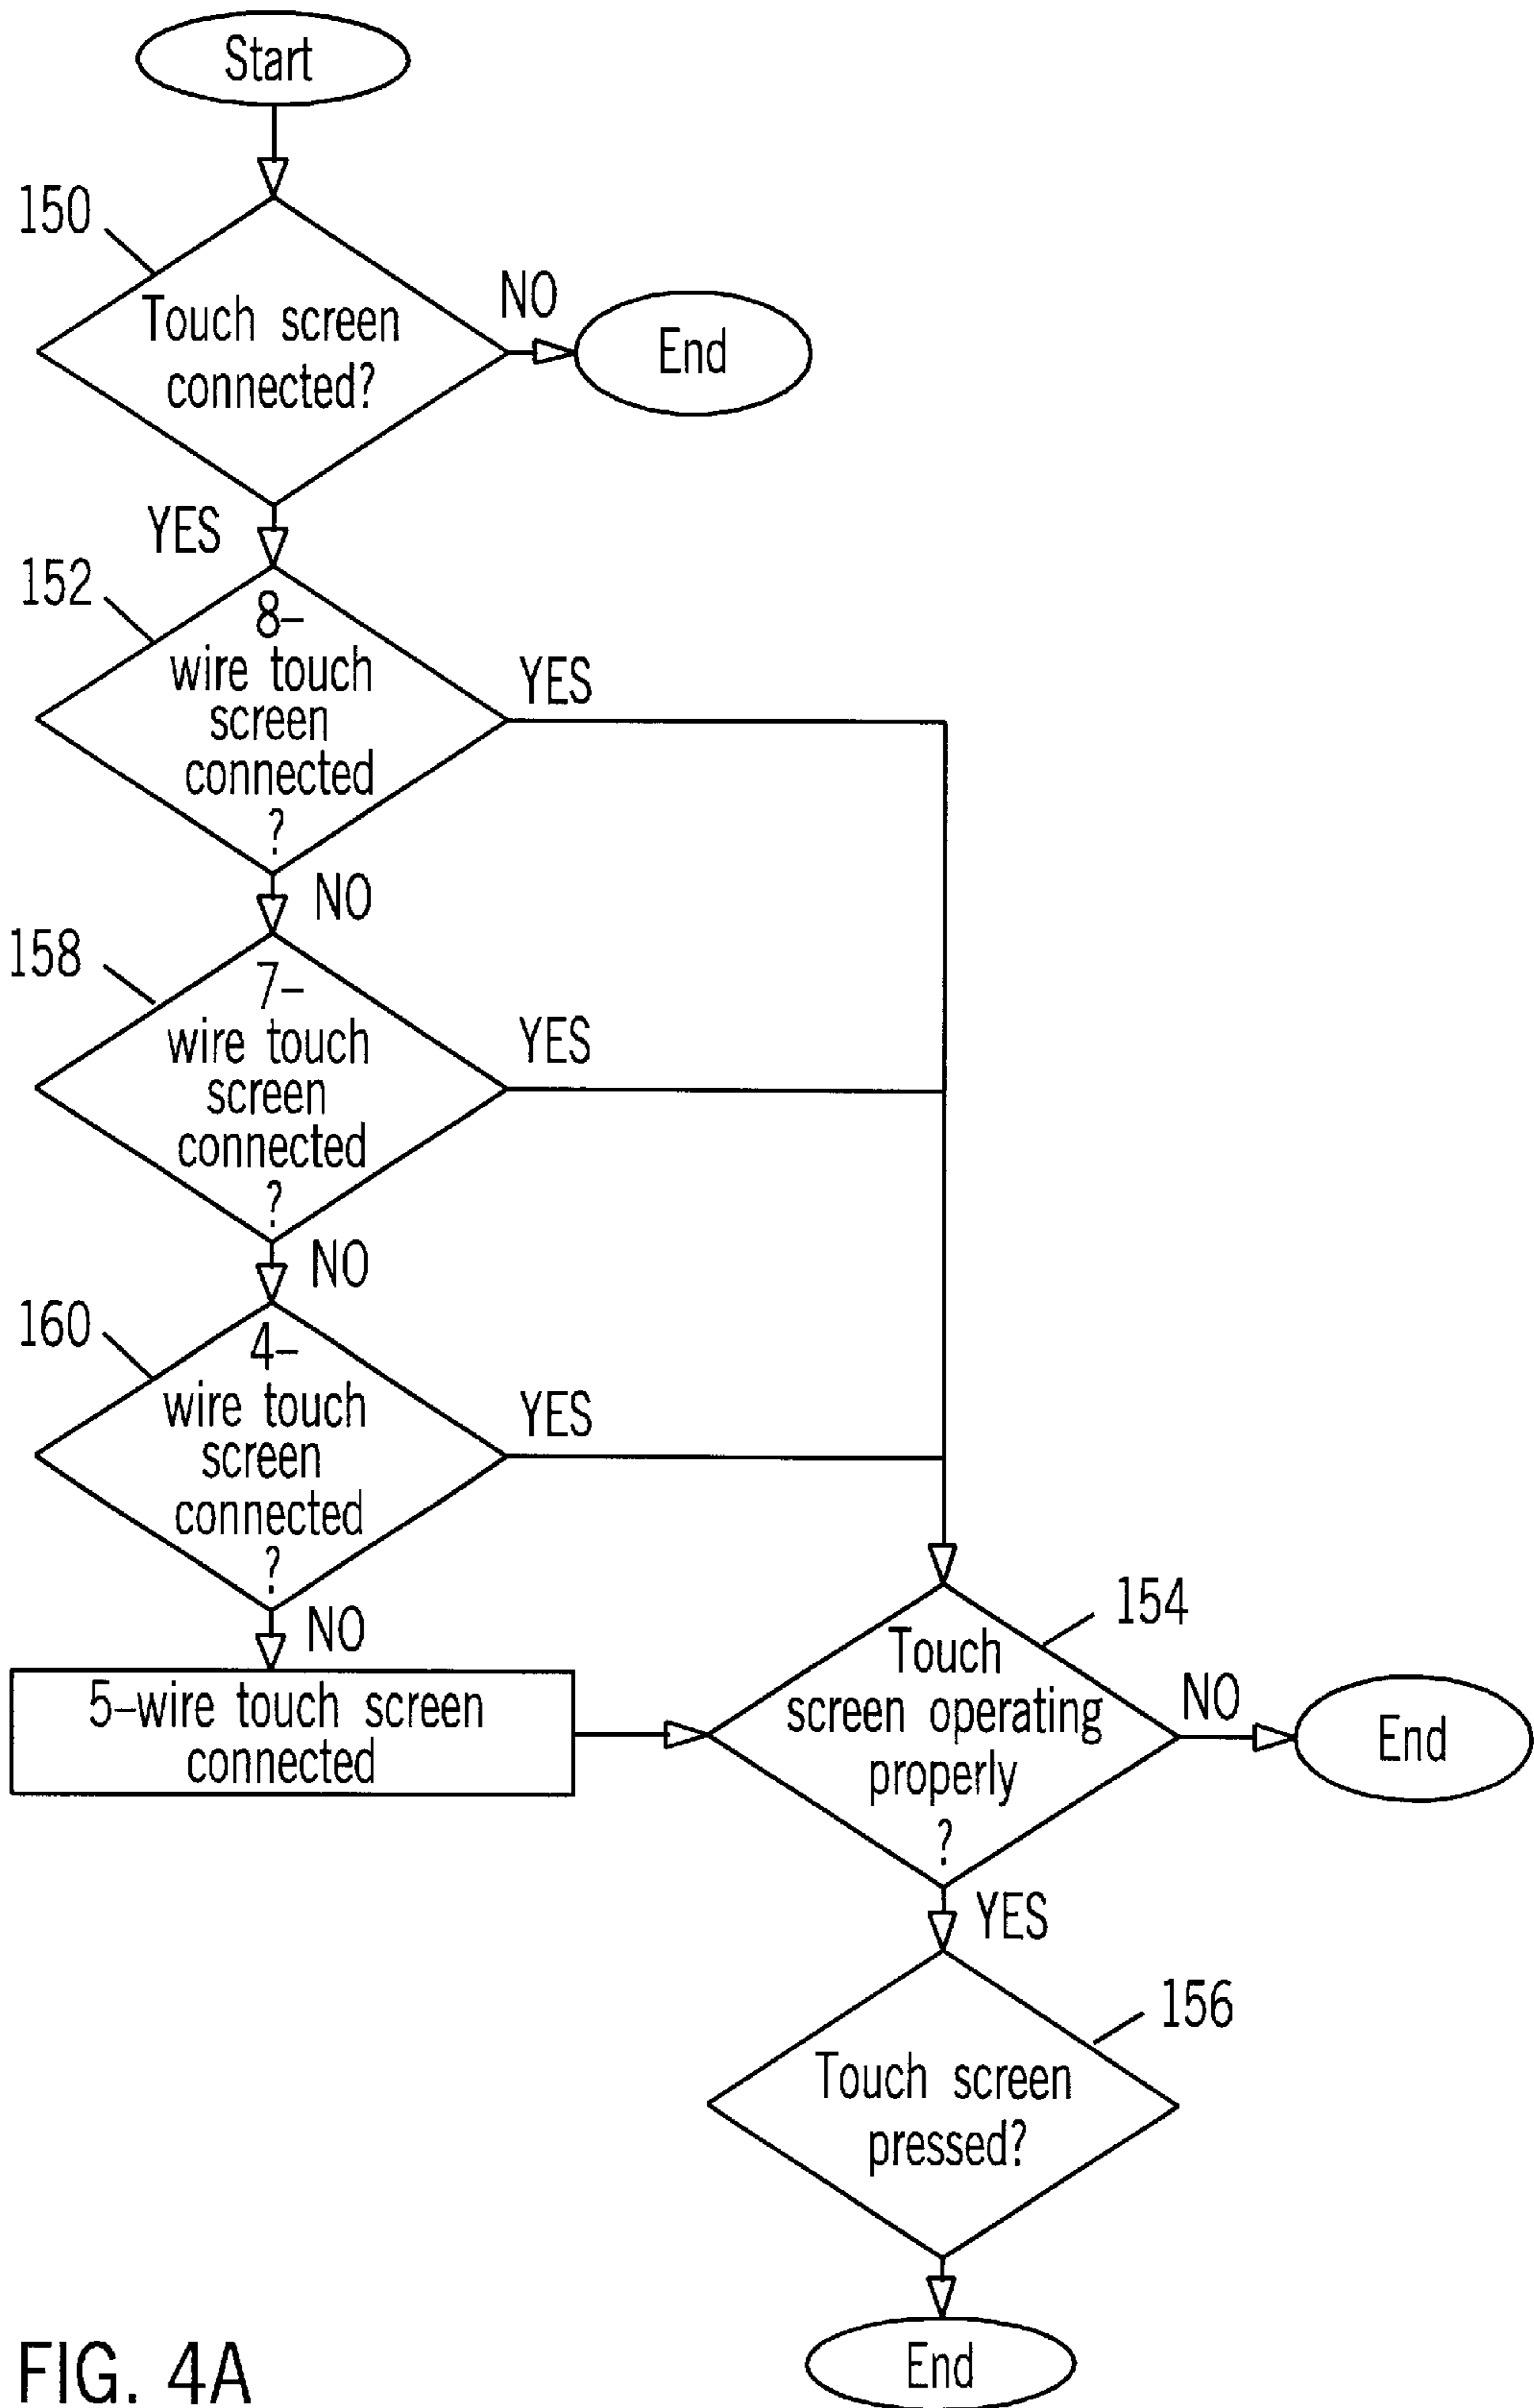 Start
150
Touch screen
connected?
NO
End
YES
152
8–
wire touch
screen
connected
?
YES
NO
158
7–
wire touch
screen
connected
?
YES
NO
160
4–
wire touch
screen
connected
?
YES
NO
5–wire touch screen
connected
154
Touch
screen operating
properly
?
NO
End
YES
156
Touch screen
pressed?
End
FIG. 4A